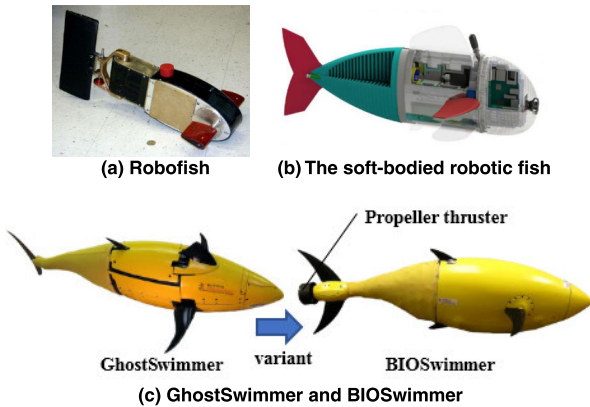 (a) Robofish
(b) The soft-bodied robotic fish
Propeller thruster
GhostSwimmer
variant
BIOSwimmer
(c) GhostSwimmer and BIOSwimmer